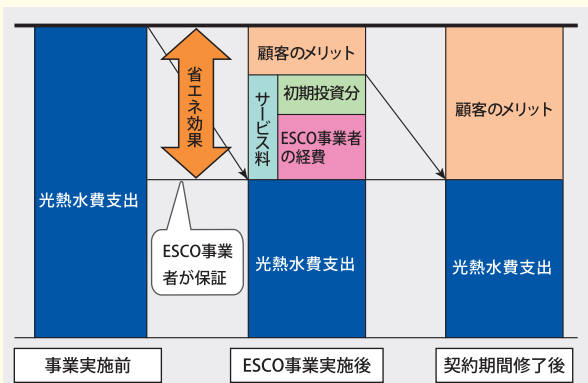 光熱水費支出
省エネ効果
ESCO事業
者が保証
顧客のメリット
サービス料
初期投資分
ESCO事業者
の経費
光熱水費支出
顧客のメリット
光熱水費支出
事業実施前
ESCO事業実施後
契約期間修了後